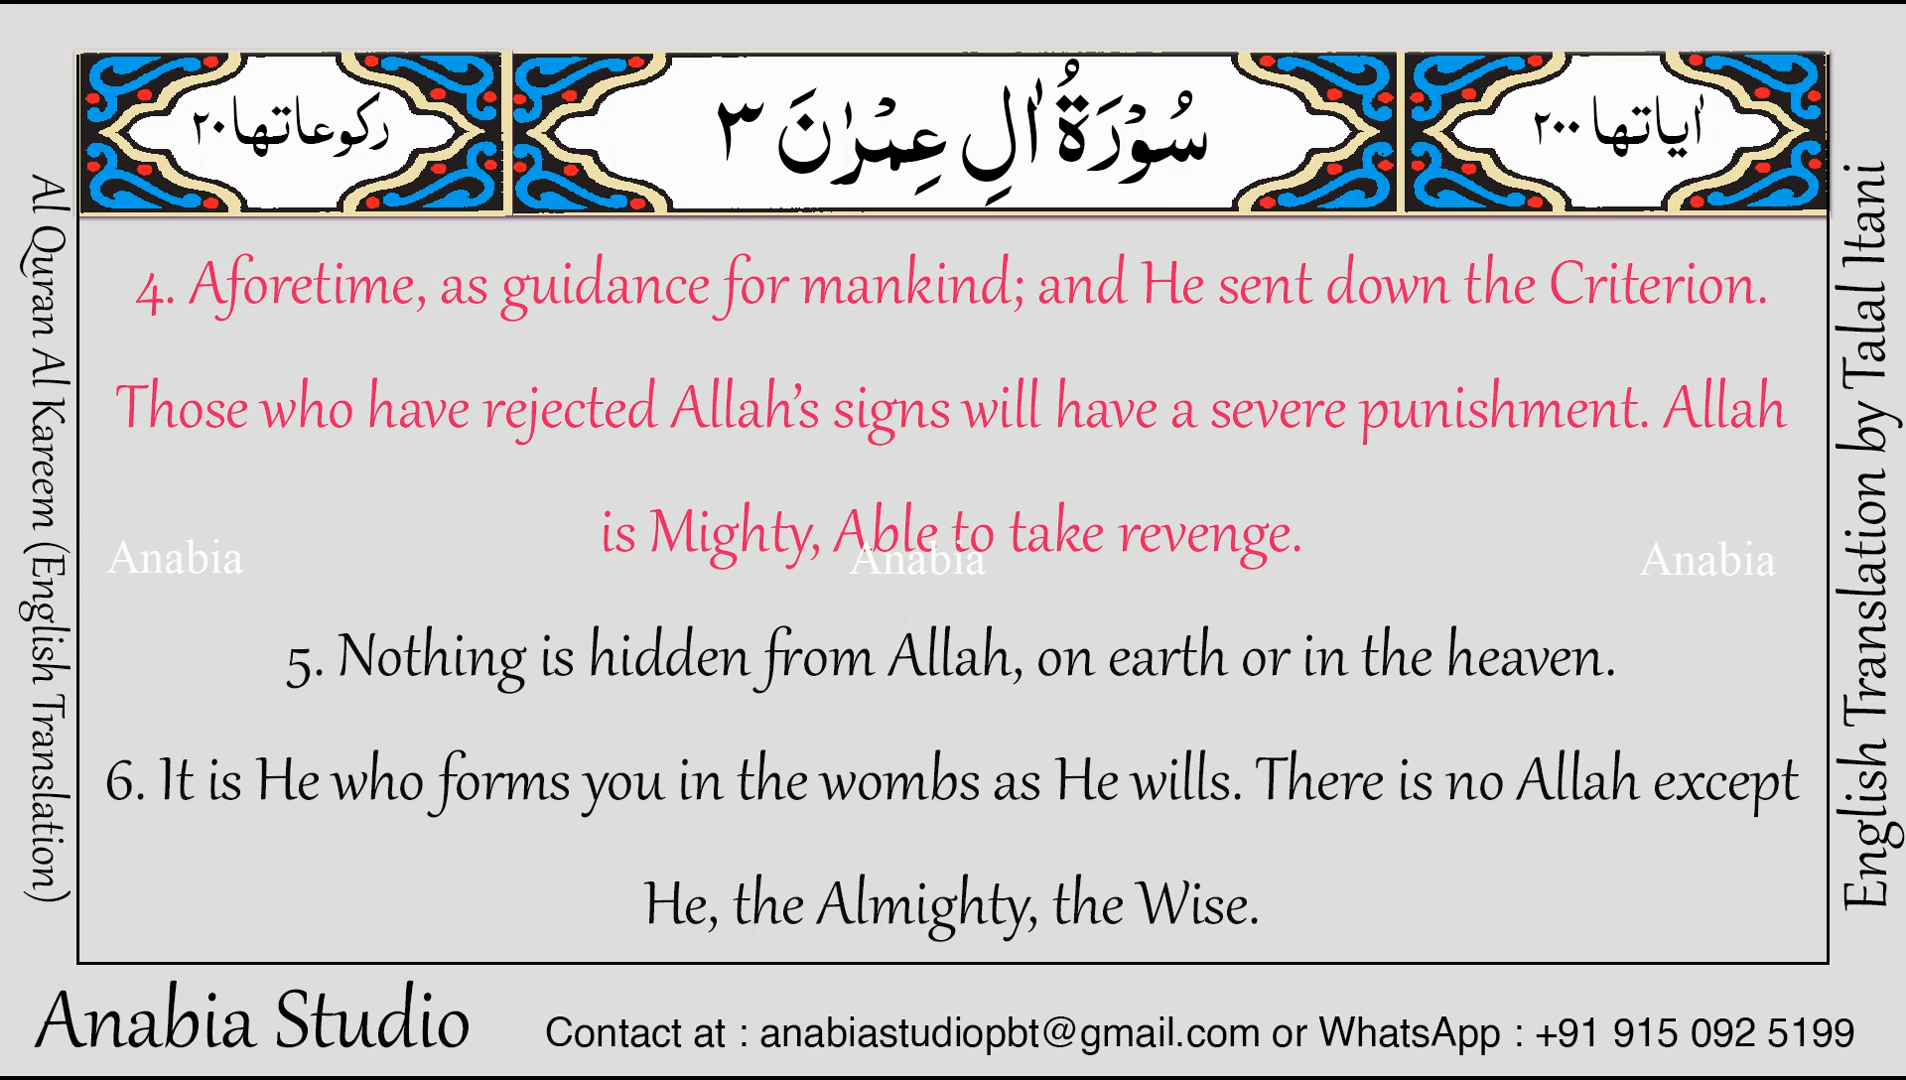 رکوعاتها ٢٠
سُوْرَةُ اٰلِ عِمْرٰنَ ٣
اٰیاتها ٢٠٠
Al Quran Al Kareem (English Translation)
4. Aforetime, as guidance for mankind; and He sent down the Criterion.
Those who have rejected Allah’s signs will have a severe punishment. Allah
is Mighty, Able to take revenge.
Anabia
Anabia
Anabia
5. Nothing is hidden from Allah, on earth or in the heaven.
6. It is He who forms you in the wombs as He wills. There is no Allah except
He, the Almighty, the Wise.
English Translation by Talal Itani
Anabia Studio
Contact at : anabiastudiopbt@gmail.com or WhatsApp : +91 915 092 5199